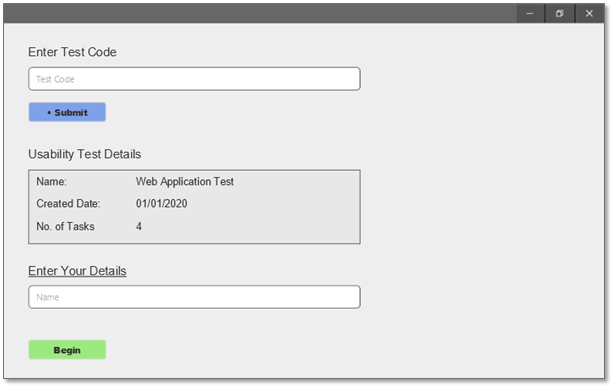 Enter Test Code
Test Code
• Submit
Usability Test Details
Name: Web Application Test
Created Date: 01/01/2020
No. of Tasks 4
Enter Your Details
Name
Begin